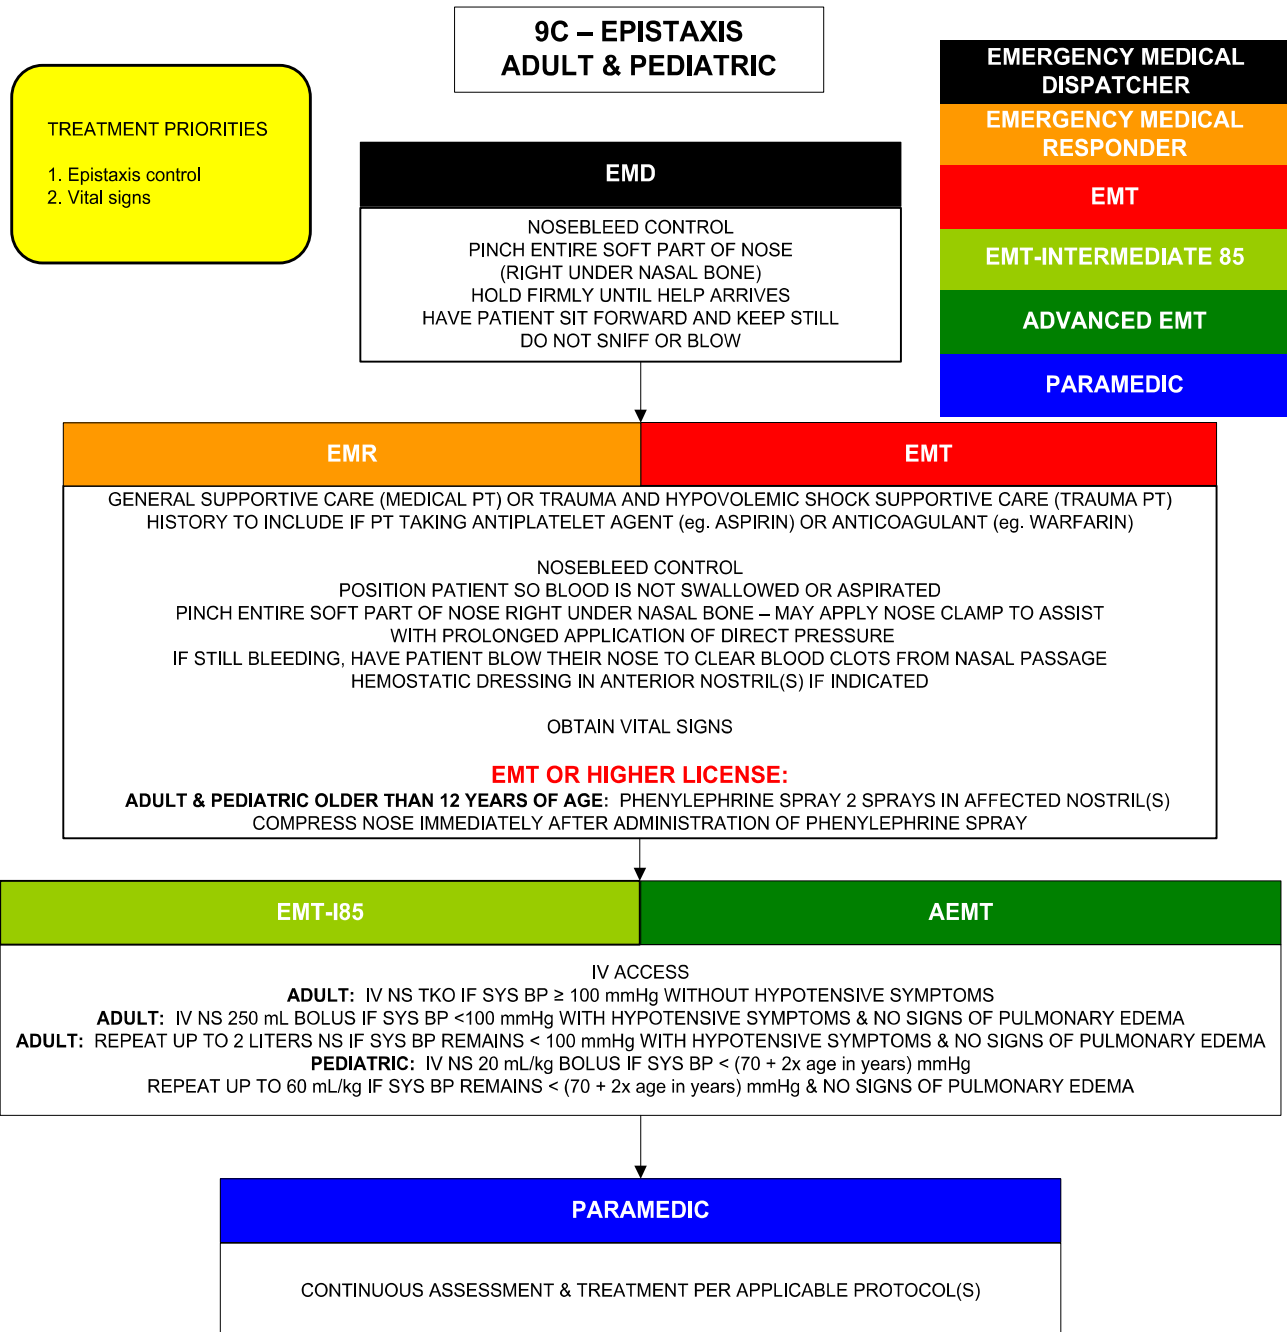 9C – EPISTAXIS
ADULT & PEDIATRIC
TREATMENT PRIORITIES
1. Epistaxis control
2. Vital signs
EMERGENCY MEDICAL
DISPATCHER
EMERGENCY MEDICAL
RESPONDER
EMT
EMT-INTERMEDIATE 85
ADVANCED EMT
PARAMEDIC
EMD
NOSEBLEED CONTROL
PINCH ENTIRE SOFT PART OF NOSE
(RIGHT UNDER NASAL BONE)
HOLD FIRMLY UNTIL HELP ARRIVES
HAVE PATIENT SIT FORWARD AND KEEP STILL
DO NOT SNIFF OR BLOW
EMR
EMT
GENERAL SUPPORTIVE CARE (MEDICAL PT) OR TRAUMA AND HYPOVOLEMIC SHOCK SUPPORTIVE CARE (TRAUMA PT)
HISTORY TO INCLUDE IF PT TAKING ANTIPLATELET AGENT (eg. ASPIRIN) OR ANTICOAGULANT (eg. WARFARIN)
NOSEBLEED CONTROL
POSITION PATIENT SO BLOOD IS NOT SWALLOWED OR ASPIRATED
PINCH ENTIRE SOFT PART OF NOSE RIGHT UNDER NASAL BONE – MAY APPLY NOSE CLAMP TO ASSIST
WITH PROLONGED APPLICATION OF DIRECT PRESSURE
IF STILL BLEEDING, HAVE PATIENT BLOW THEIR NOSE TO CLEAR BLOOD CLOTS FROM NASAL PASSAGE
HEMOSTATIC DRESSING IN ANTERIOR NOSTRIL(S) IF INDICATED
OBTAIN VITAL SIGNS
EMT OR HIGHER LICENSE:
ADULT & PEDIATRIC OLDER THAN 12 YEARS OF AGE: PHENYLEPHRINE SPRAY 2 SPRAYS IN AFFECTED NOSTRIL(S)
COMPRESS NOSE IMMEDIATELY AFTER ADMINISTRATION OF PHENYLEPHRINE SPRAY
EMT-I85
AEMT
IV ACCESS
ADULT: IV NS TKO IF SYS BP ≥ 100 mmHg WITHOUT HYPOTENSIVE SYMPTOMS
ADULT: IV NS 250 mL BOLUS IF SYS BP <100 mmHg WITH HYPOTENSIVE SYMPTOMS & NO SIGNS OF PULMONARY EDEMA
ADULT: REPEAT UP TO 2 LITERS NS IF SYS BP REMAINS < 100 mmHg WITH HYPOTENSIVE SYMPTOMS & NO SIGNS OF PULMONARY EDEMA
PEDIATRIC: IV NS 20 mL/kg BOLUS IF SYS BP < (70 + 2x age in years) mmHg
REPEAT UP TO 60 mL/kg IF SYS BP REMAINS < (70 + 2x age in years) mmHg & NO SIGNS OF PULMONARY EDEMA
PARAMEDIC
CONTINUOUS ASSESSMENT & TREATMENT PER APPLICABLE PROTOCOL(S)